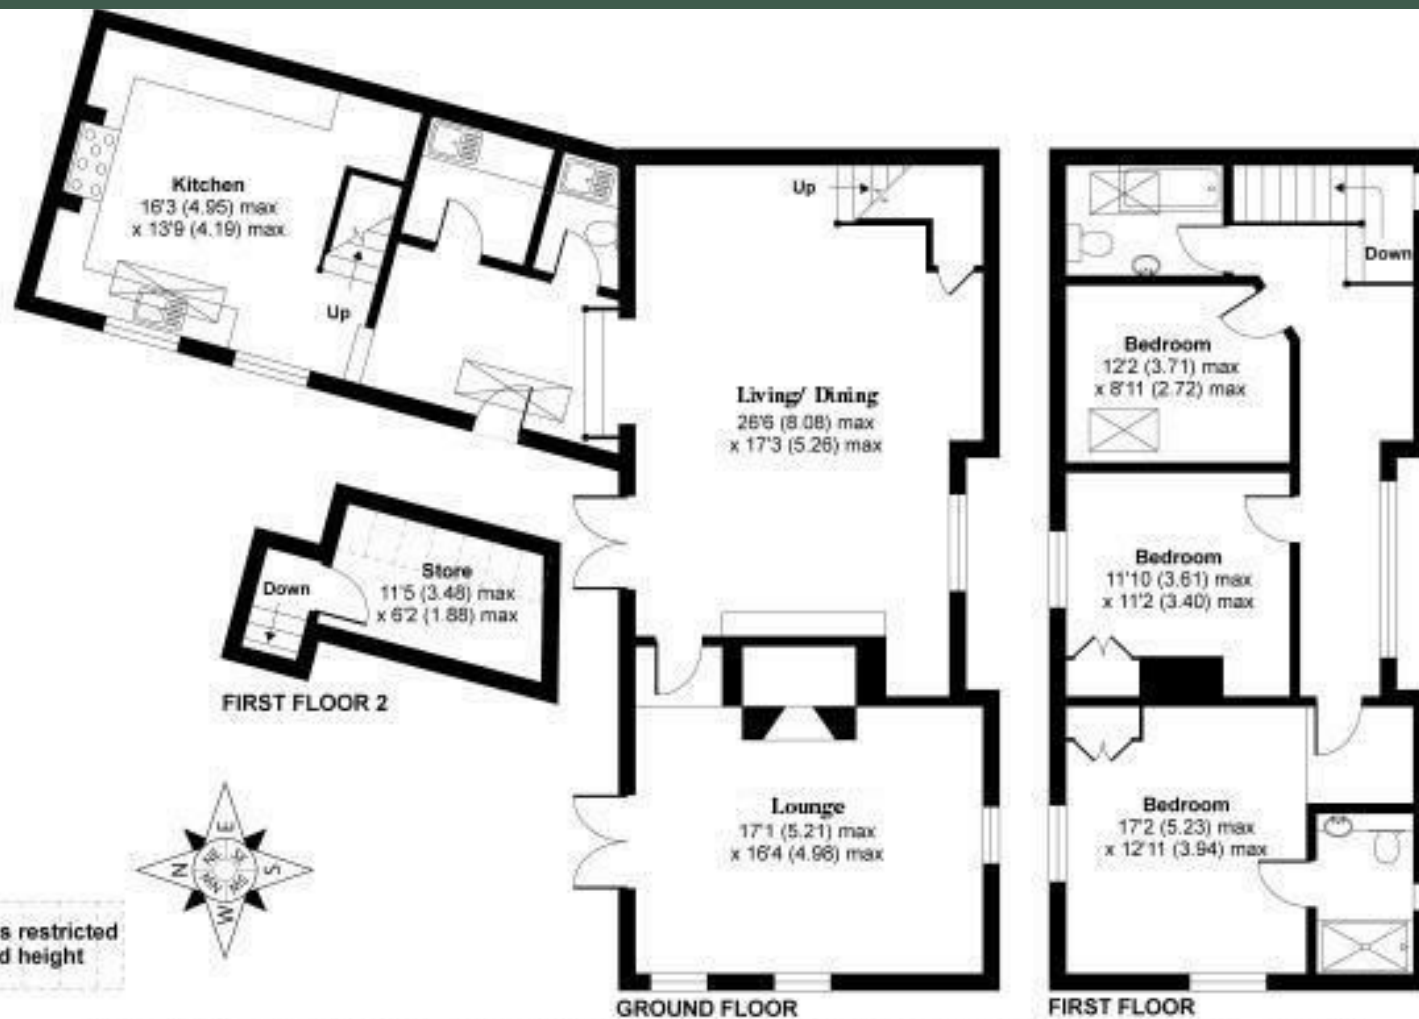 Kitchen
16'3 (4.95) max
x 13'9 (4.19) max
Up
Up
Living/ Dining
26'6 (8.08) max
x 17'3 (5.26) max
Down
Bedroom
12'2 (3.71) max
x 8'11 (2.72) max
Bedroom
11'10 (3.61) max
x 11'2 (3.40) max
Down
Store
11'5 (3.48) max
x 6'2 (1.88) max
FIRST FLOOR 2
Lounge
17'1 (5.21) max
x 16'4 (4.98) max
Bedroom
17'2 (5.23) max
x 12'11 (3.94) max
E
NE
SE
N
S
NW
SW
W
s restricted
d height
GROUND FLOOR
FIRST FLOOR